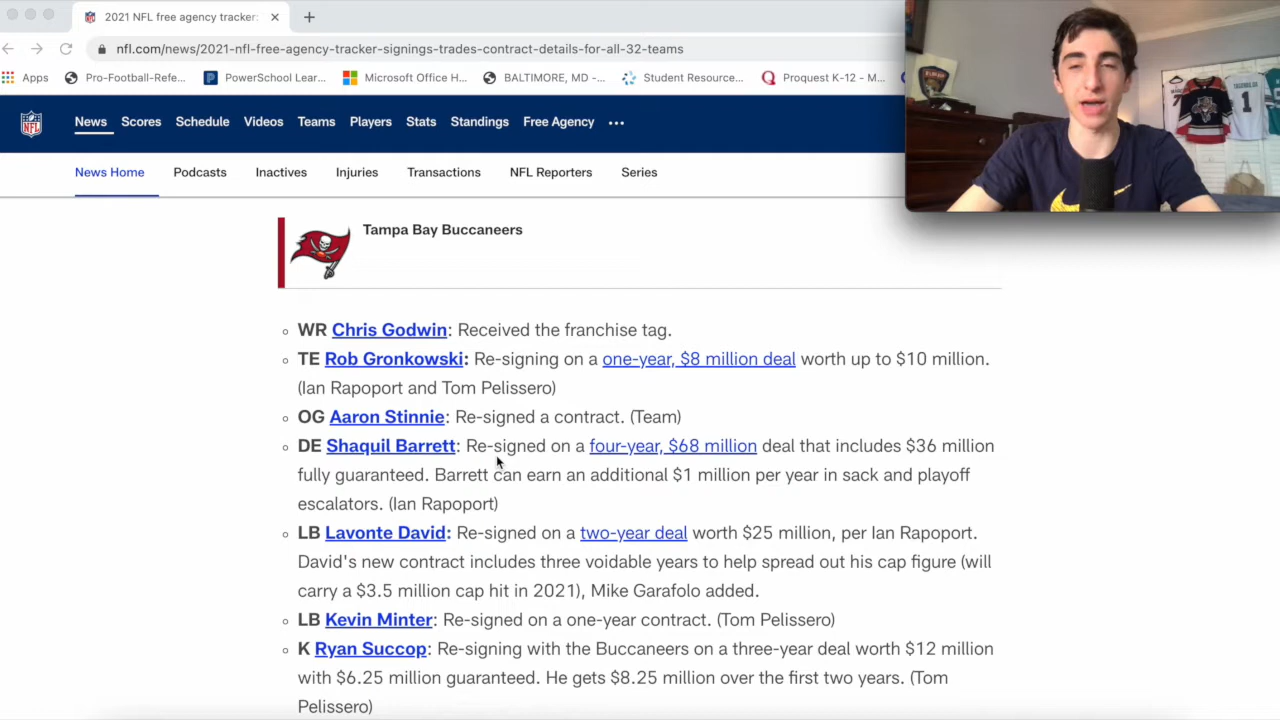 2021 NFL free agency tracker:
nfl.com/news/2021-nfl-free-agency-tracker-signings-trades-contract-details-for-all-32-teams
Apps Pro-Football-Refe... PowerSchool Lear... Microsoft Office H... BALTIMORE, MD -... Student Resource... Proquest K-12 – M...
NFL News Scores Schedule Videos Teams Players Stats Standings Free Agency
News Home Podcasts Inactives Injuries Transactions NFL Reporters Series
Tampa Bay Buccaneers
WR Chris Godwin: Received the franchise tag.
TE Rob Gronkowski: Re-signing on a one-year, $8 million deal worth up to $10 million.
(Ian Rapoport and Tom Pelissero)
OG Aaron Stinnie: Re-signed a contract. (Team)
DE Shaquil Barrett: Re-signed on a four-year, $68 million deal that includes $36 million
fully guaranteed. Barrett can earn an additional $1 million per year in sack and playoff
escalators. (Ian Rapoport)
LB Lavonte David: Re-signed on a two-year deal worth $25 million, per Ian Rapoport.
David's new contract includes three voidable years to help spread out his cap figure (will
carry a $3.5 million cap hit in 2021), Mike Garafolo added.
LB Kevin Minter: Re-signed on a one-year contract. (Tom Pelissero)
K Ryan Succop: Re-signing with the Buccaneers on a three-year deal worth $12 million
with $6.25 million guaranteed. He gets $8.25 million over the first two years. (Tom
Pelissero)
1